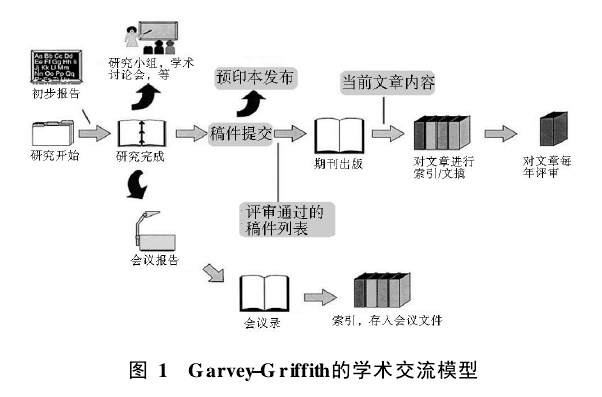 Aa Bb Cc Dd
Ee Ff Gg Hh Ii
Jj Kk Ll Mm
Nn Oo Pp Qq
初步报告
研究小组，学术
讨论会，等
预印本发布
当前文章内容
研究开始
研究完成
稿件提交
期刊出版
对文章进行
索引/文摘
对文章每
年评审
评审通过的
稿件列表
会议报告
会议录
索引，存入会议文件
图 1 Garvey-Griffith的学术交流模型